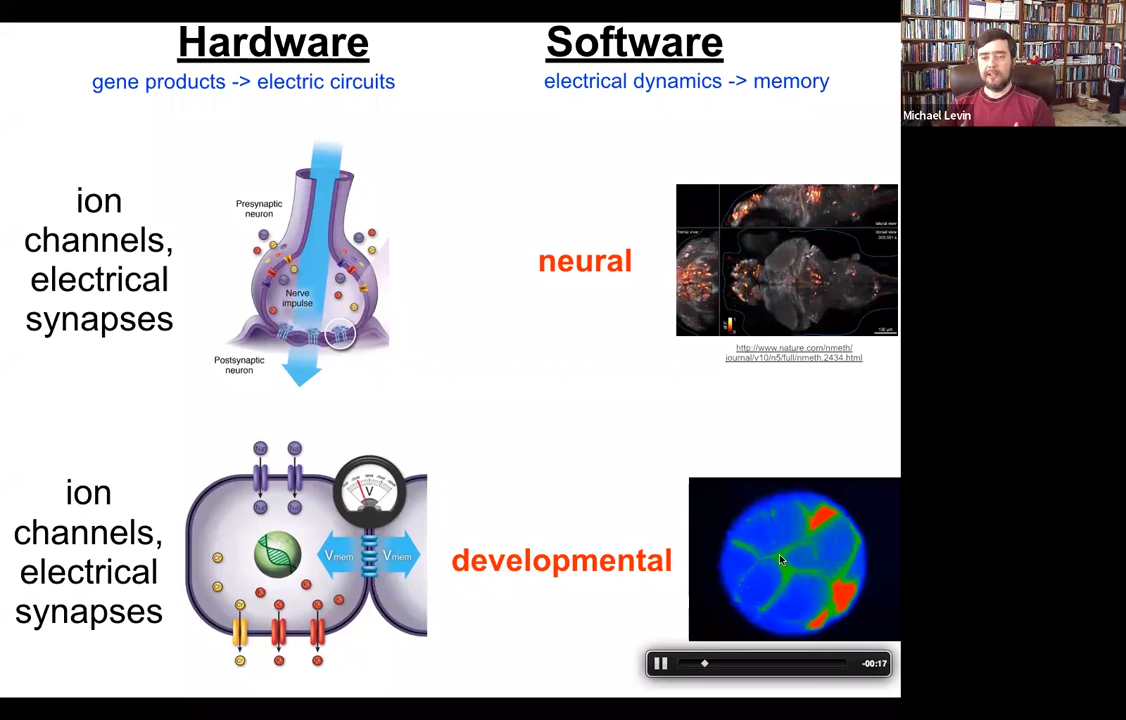 Hardware
Software
gene products -> electric circuits
electrical dynamics -> memory
Michael Levin
ion
channels,
electrical
synapses
Presynaptic
neuron
Nerve
impulse
Postsynaptic
neuron
neural
http://www.nature.com/nmeth/
journal/v10/n5/full/nmeth.2434.html
ion
channels,
electrical
synapses
V
Vmem
Vmem
developmental
-00:17